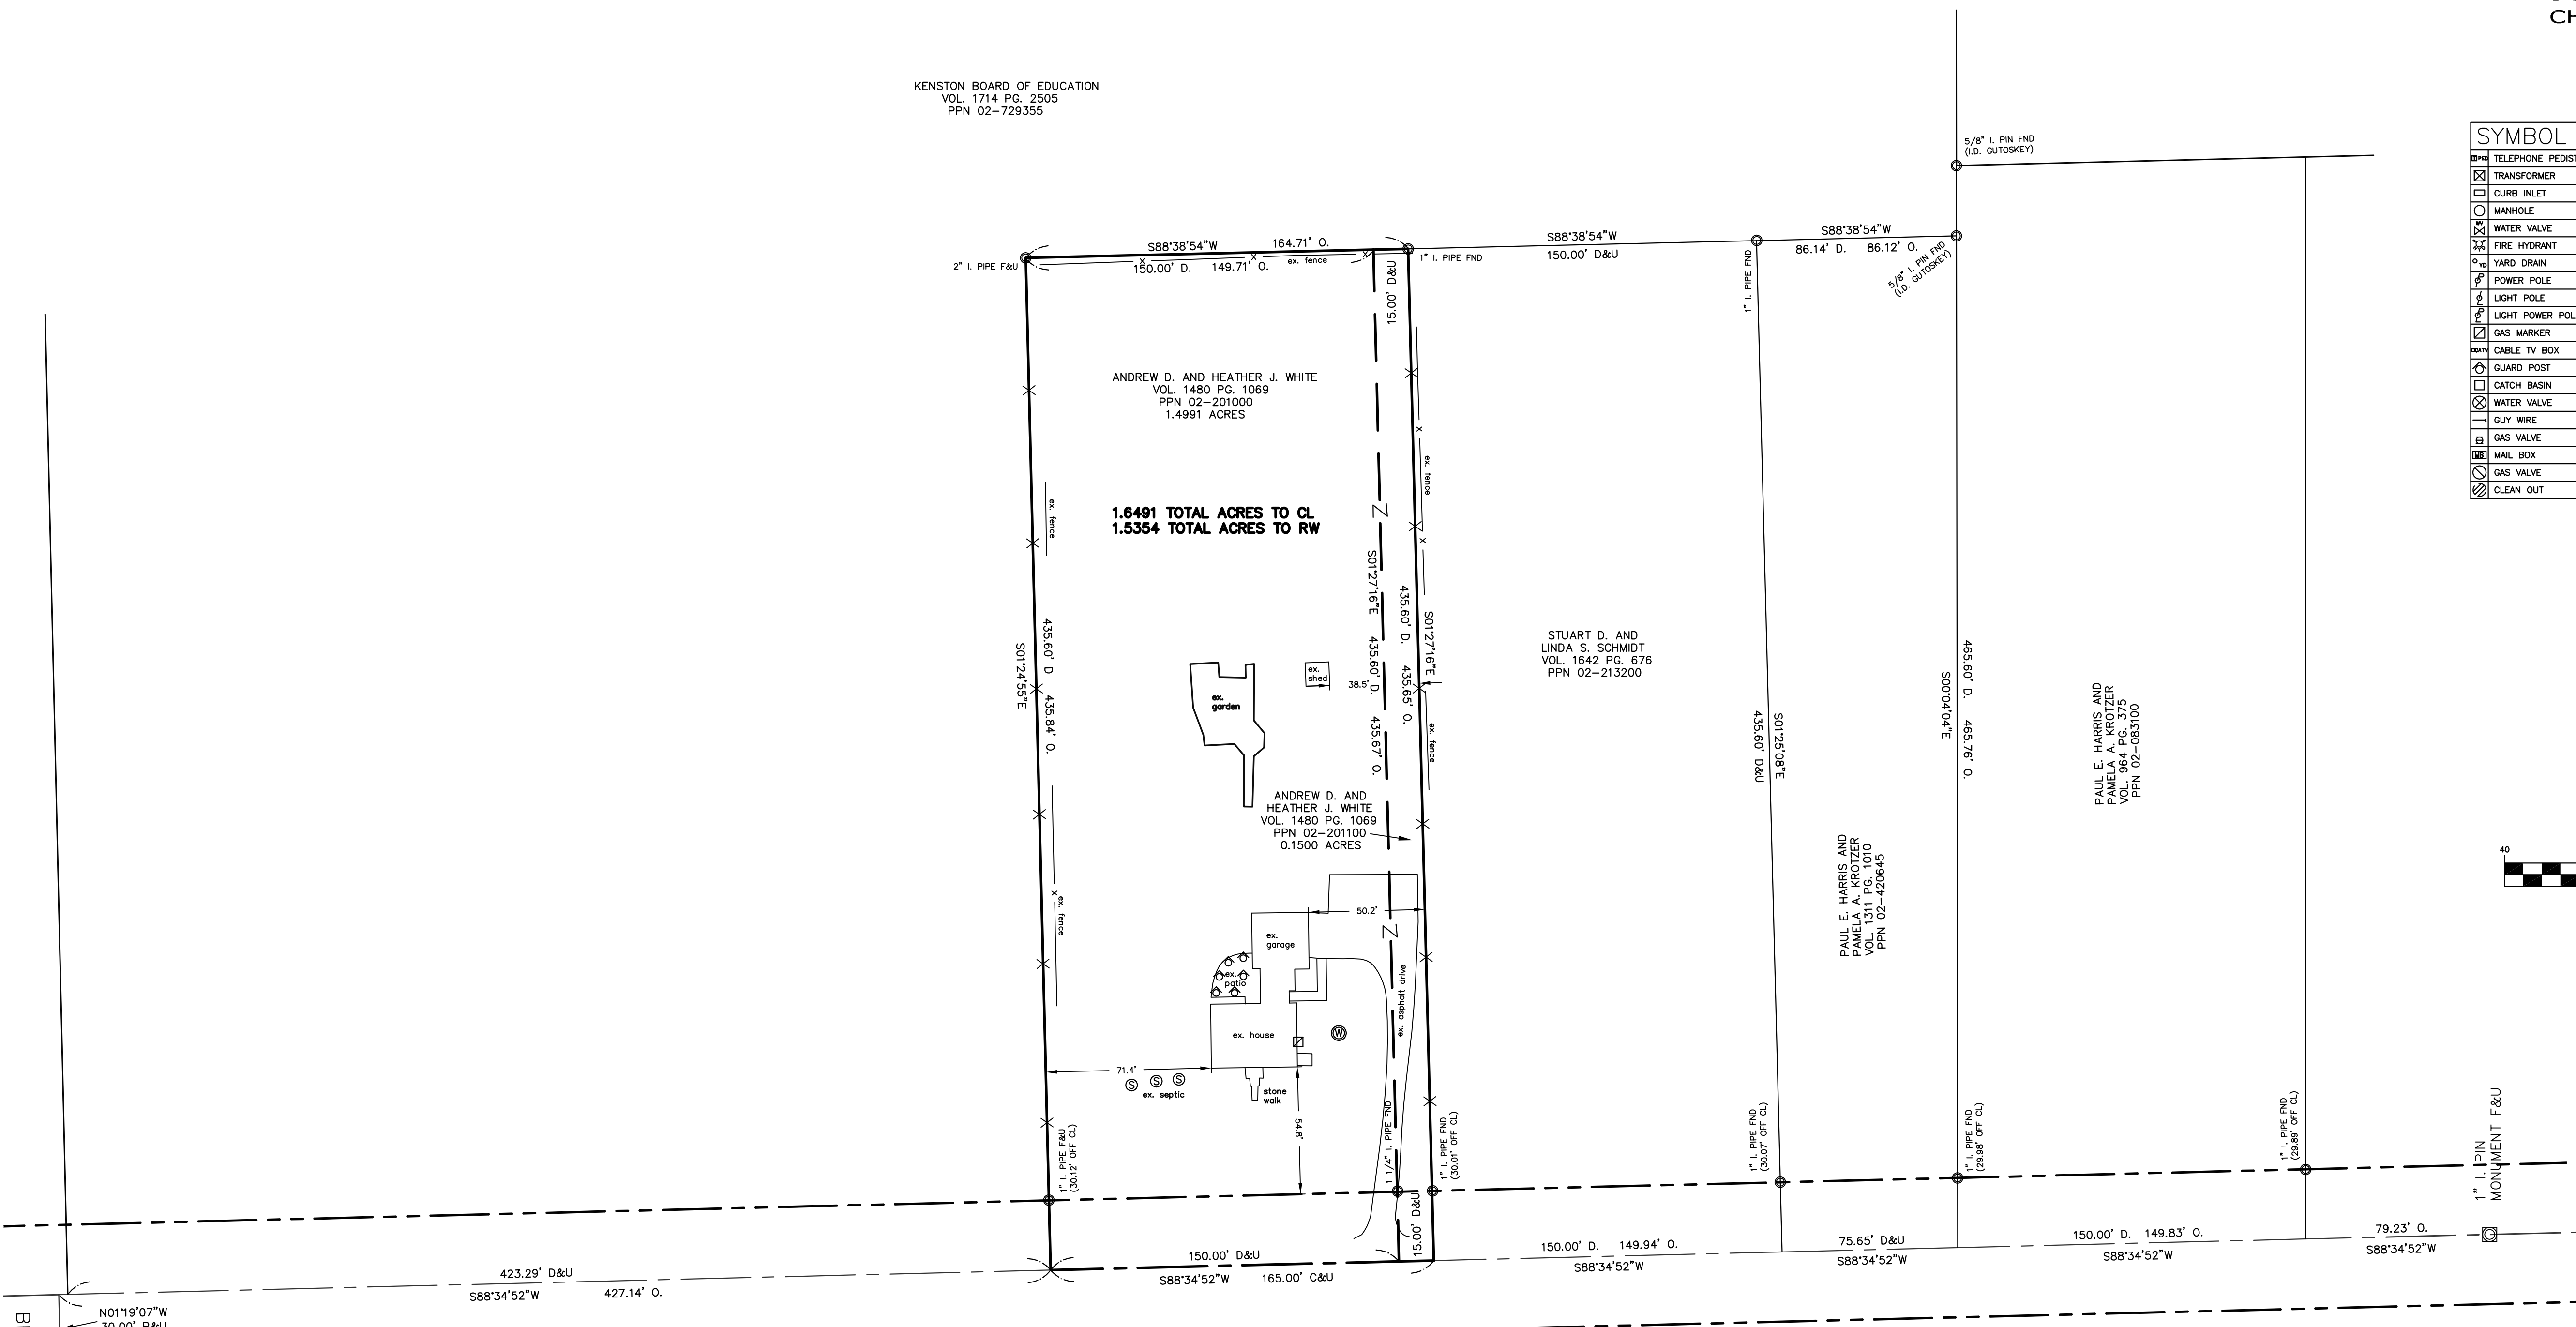 CH
KENSTON BOARD OF EDUCATION
VOL. 1714 PG. 2505
PPN 02-729355
5/8" I. PIN FND
(I.D. GUTOSKEY)
SYMBOL
TPED TELEPHONE PEDIST
TRANSFORMER
CURB INLET
MANHOLE
WV WATER VALVE
FIRE HYDRANT
YD YARD DRAIN
POWER POLE
LIGHT POLE
LIGHT POWER POL
GAS MARKER
CATV CABLE TV BOX
GUARD POST
CATCH BASIN
WATER VALVE
GUY WIRE
GAS VALVE
MB MAIL BOX
GAS VALVE
CLEAN OUT
S88°38'54"W 164.71' O.
2" I. PIPE F&U
150.00' D. 149.71' O.
ex. fence
15.00' D&U
1" I. PIPE FND
S88°38'54"W
150.00' D&U
1" I. PIPE FND
S88°38'54"W
86.14' D. 86.12' O.
5/8" I. PIN FND
(I.D. GUTOSKEY)
ANDREW D. AND HEATHER J. WHITE
VOL. 1480 PG. 1069
PPN 02-201000
1.4991 ACRES
1.6491 TOTAL ACRES TO CL
1.5354 TOTAL ACRES TO RW
ex. fence
ex. fence
Z
S01°27'16"E 435.60' D. 435.67' O.
435.60' D. 435.65' O.
S01°27'16"E
S01°24'55"E
435.60' D 435.84' O.
ex.
shed
38.5'
ex.
garden
ex. fence
STUART D. AND
LINDA S. SCHMIDT
VOL. 1642 PG. 676
PPN 02-213200
435.60' D&U
S01°25'08"E
S00°04'04"E
465.60' D. 465.76' O.
PAUL E. HARRIS AND
PAMELA A. KROTZER
VOL. 964 PG. 375
PPN 02-083100
PAUL E. HARRIS AND
PAMELA A. KROTZER
VOL. 1311 PG. 1010
PPN 02-420645
ANDREW D. AND
HEATHER J. WHITE
VOL. 1480 PG. 1069
PPN 02-201100
0.1500 ACRES
40
ex. fence
50.2'
Z
ex.
garage
ex.
patio
ex. asphalt drive
ex. house
W
71.4'
S S S
ex. septic
stone
walk
54.8'
1" I. PIPE F&U
(30.12' OFF CL)
1 1/4" I. PIPE FND
1" I. PIPE FND
(30.01' OFF CL)
1" I. PIPE FND
(30.07' OFF CL)
1" I. PIPE FND
(29.98' OFF CL)
1" I. PIPE FND
(29.89' OFF CL)
1" I. PIN
MONUMENT F&U
15.00' D&U
150.00' D&U
S88°34'52"W 165.00' C&U
423.29' D&U
S88°34'52"W 427.14' O.
150.00' D. 149.94' O.
S88°34'52"W
75.65' D&U
S88°34'52"W
150.00' D. 149.83' O.
S88°34'52"W
79.23' O.
S88°34'52"W
N01°19'07"W
30.00' R&U